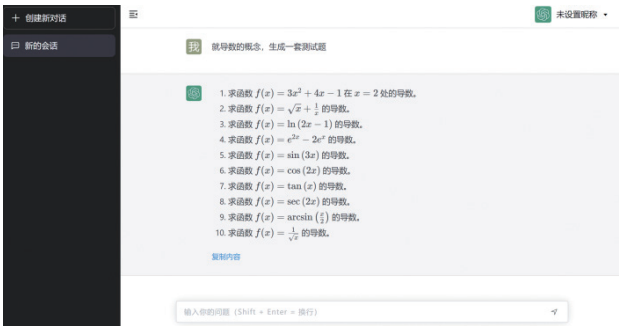 + 创建新对话
未设置昵称
新的会话
我 就导数的概念，生成一套测试题
1. 求函数 f(x) = 3x² + 4x − 1 在 x = 2 处的导数。
2. 求函数 f(x) = √x + 1/x 的导数。
3. 求函数 f(x) = ln (2x − 1) 的导数。
4. 求函数 f(x) = e²ˣ − 2eˣ 的导数。
5. 求函数 f(x) = sin (3x) 的导数。
6. 求函数 f(x) = cos (2x) 的导数。
7. 求函数 f(x) = tan (x) 的导数。
8. 求函数 f(x) = sec (2x) 的导数。
9. 求函数 f(x) = arcsin (x/2) 的导数。
10. 求函数 f(x) = 1/√x 的导数。
复制内容
输入你的问题（Shift + Enter = 换行）